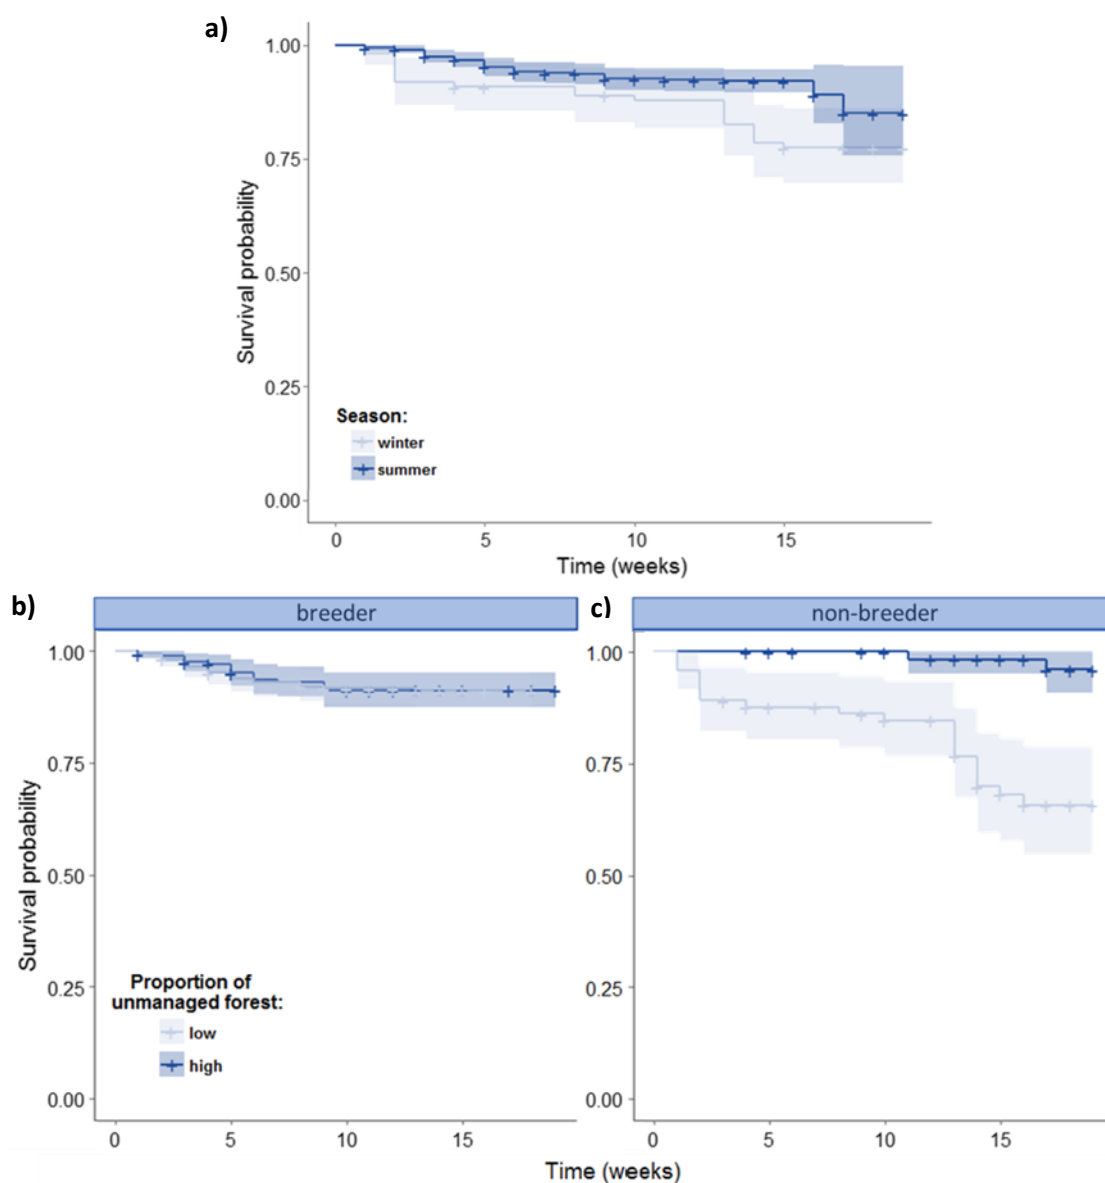 a)
1.00
0.75
0.50
0.25
0.00
Survival probability
Season:
winter
summer
0 5 10 15
Time (weeks)
b) breeder
c) non-breeder
1.00
0.75
0.50
0.25
0.00
Survival probability
Proportion of
unmanaged forest:
low
high
0 5 10 15
1.00
0.75
0.50
0.25
0.00
0 5 10 15
Time (weeks)